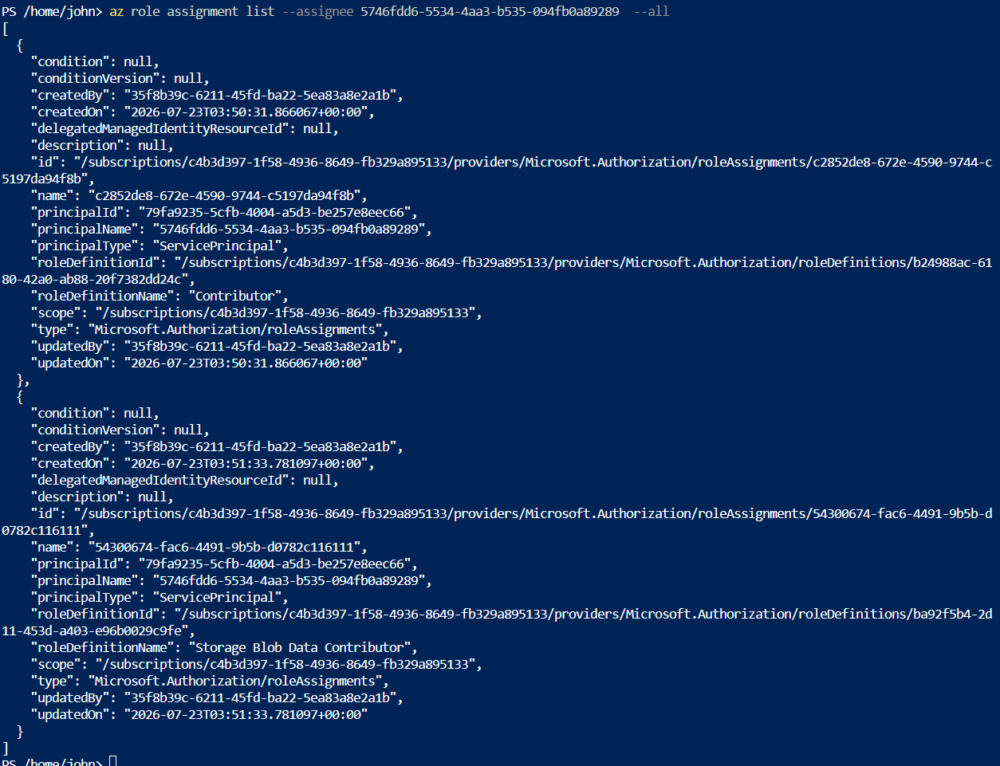 PS /home/john> az role assignment list --assignee 5746fdd6-5534-4aa3-b535-094fb0a89289  --all
[
  {
    "condition": null,
    "conditionVersion": null,
    "createdBy": "35f8b39c-6211-45fd-ba22-5ea83a8e2a1b",
    "createdOn": "2026-07-23T03:50:31.866067+00:00",
    "delegatedManagedIdentityResourceId": null,
    "description": null,
    "id": "/subscriptions/c4b3d397-1f58-4936-8649-fb329a895133/providers/Microsoft.Authorization/roleAssignments/c2852de8-672e-4590-9744-c
5197da94f8b",
    "name": "c2852de8-672e-4590-9744-c5197da94f8b",
    "principalId": "79fa9235-5cfb-4004-a5d3-be257e8eec66",
    "principalName": "5746fdd6-5534-4aa3-b535-094fb0a89289",
    "principalType": "ServicePrincipal",
    "roleDefinitionId": "/subscriptions/c4b3d397-1f58-4936-8649-fb329a895133/providers/Microsoft.Authorization/roleDefinitions/b24988ac-61
80-42a0-ab88-20f7382dd24c",
    "roleDefinitionName": "Contributor",
    "scope": "/subscriptions/c4b3d397-1f58-4936-8649-fb329a895133",
    "type": "Microsoft.Authorization/roleAssignments",
    "updatedBy": "35f8b39c-6211-45fd-ba22-5ea83a8e2a1b",
    "updatedOn": "2026-07-23T03:50:31.866067+00:00"
  },
  {
    "condition": null,
    "conditionVersion": null,
    "createdBy": "35f8b39c-6211-45fd-ba22-5ea83a8e2a1b",
    "createdOn": "2026-07-23T03:51:33.781097+00:00",
    "delegatedManagedIdentityResourceId": null,
    "description": null,
    "id": "/subscriptions/c4b3d397-1f58-4936-8649-fb329a895133/providers/Microsoft.Authorization/roleAssignments/54300674-fac6-4491-9b5b-d
0782c116111",
    "name": "54300674-fac6-4491-9b5b-d0782c116111",
    "principalId": "79fa9235-5cfb-4004-a5d3-be257e8eec66",
    "principalName": "5746fdd6-5534-4aa3-b535-094fb0a89289",
    "principalType": "ServicePrincipal",
    "roleDefinitionId": "/subscriptions/c4b3d397-1f58-4936-8649-fb329a895133/providers/Microsoft.Authorization/roleDefinitions/ba92f5b4-2d
11-453d-a403-e96b0029c9fe",
    "roleDefinitionName": "Storage Blob Data Contributor",
    "scope": "/subscriptions/c4b3d397-1f58-4936-8649-fb329a895133",
    "type": "Microsoft.Authorization/roleAssignments",
    "updatedBy": "35f8b39c-6211-45fd-ba22-5ea83a8e2a1b",
    "updatedOn": "2026-07-23T03:51:33.781097+00:00"
  }
]
PS /home/john>